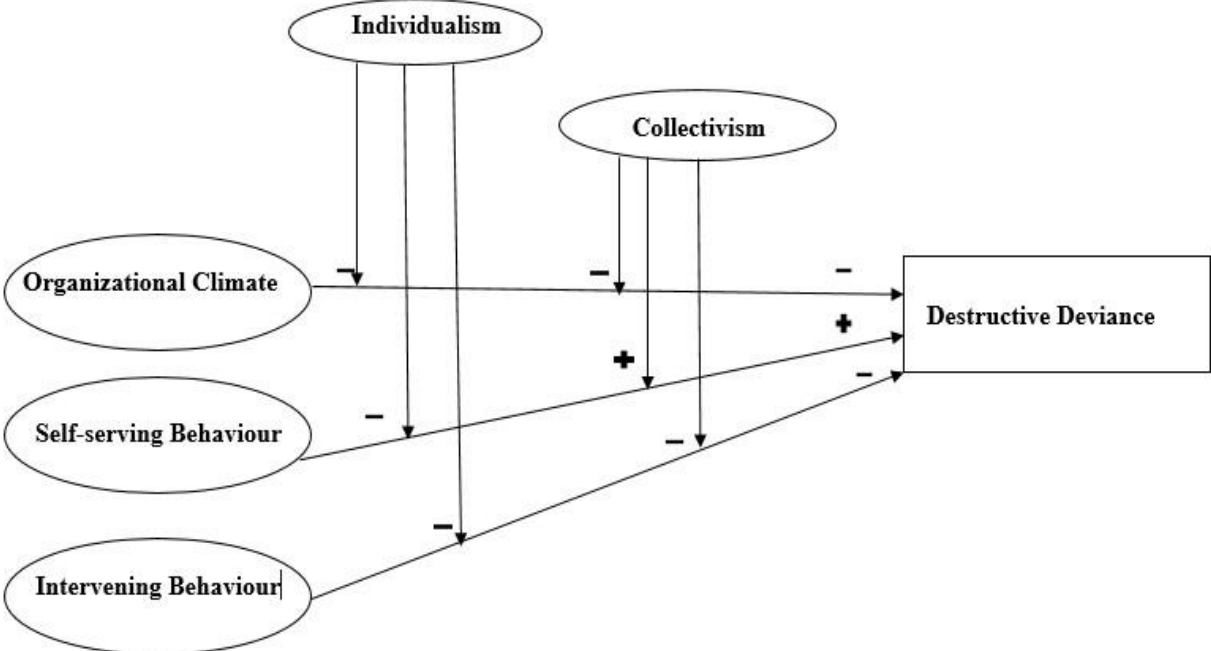 Individualism
Collectivism
Organizational Climate
−
−
−
Destructive Deviance
+
+
−
Self-serving Behaviour
−
−
−
Intervening Behaviour